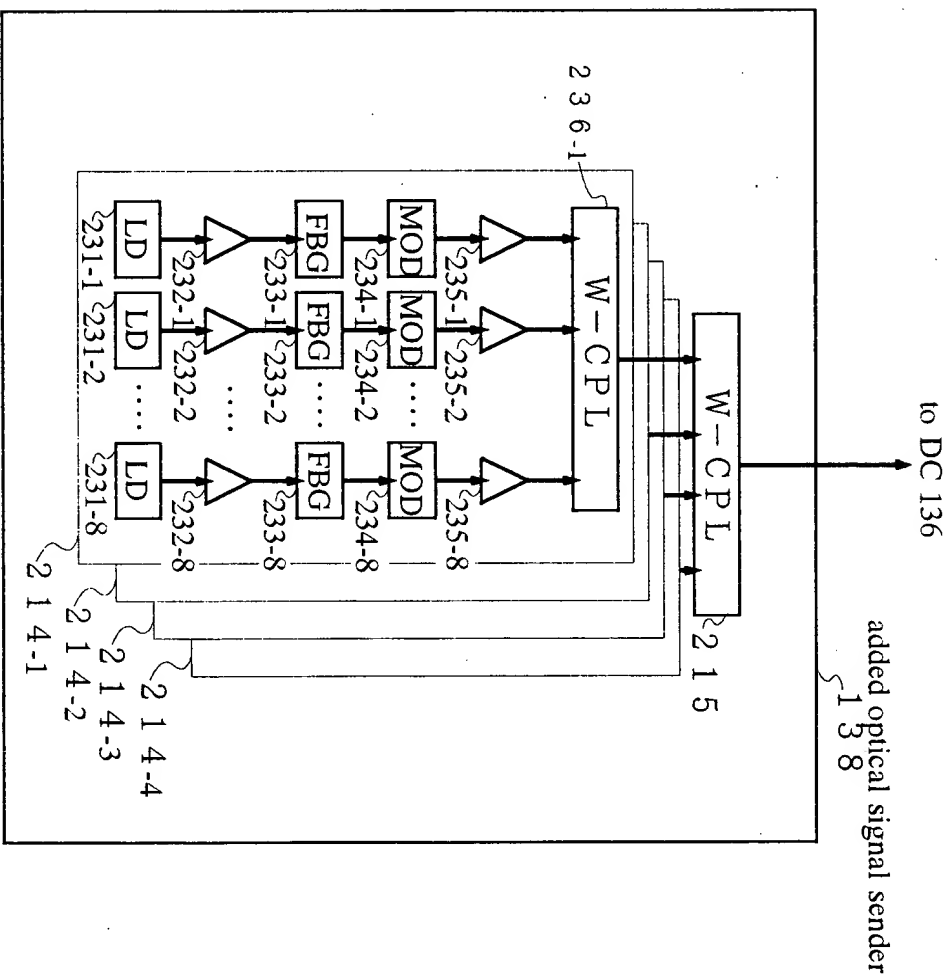 to DC 136
added optical signal sender
138
W-CPL
215
236-1
W-CPL
235-1
235-2
235-8
MOD
MOD
....
MOD
234-1
234-2
234-8
FBG
FBG
....
FBG
233-1
233-2
233-8
....
232-1
232-2
232-8
LD
LD
....
LD
231-1
231-2
231-8
214-1
214-2
214-3
214-4